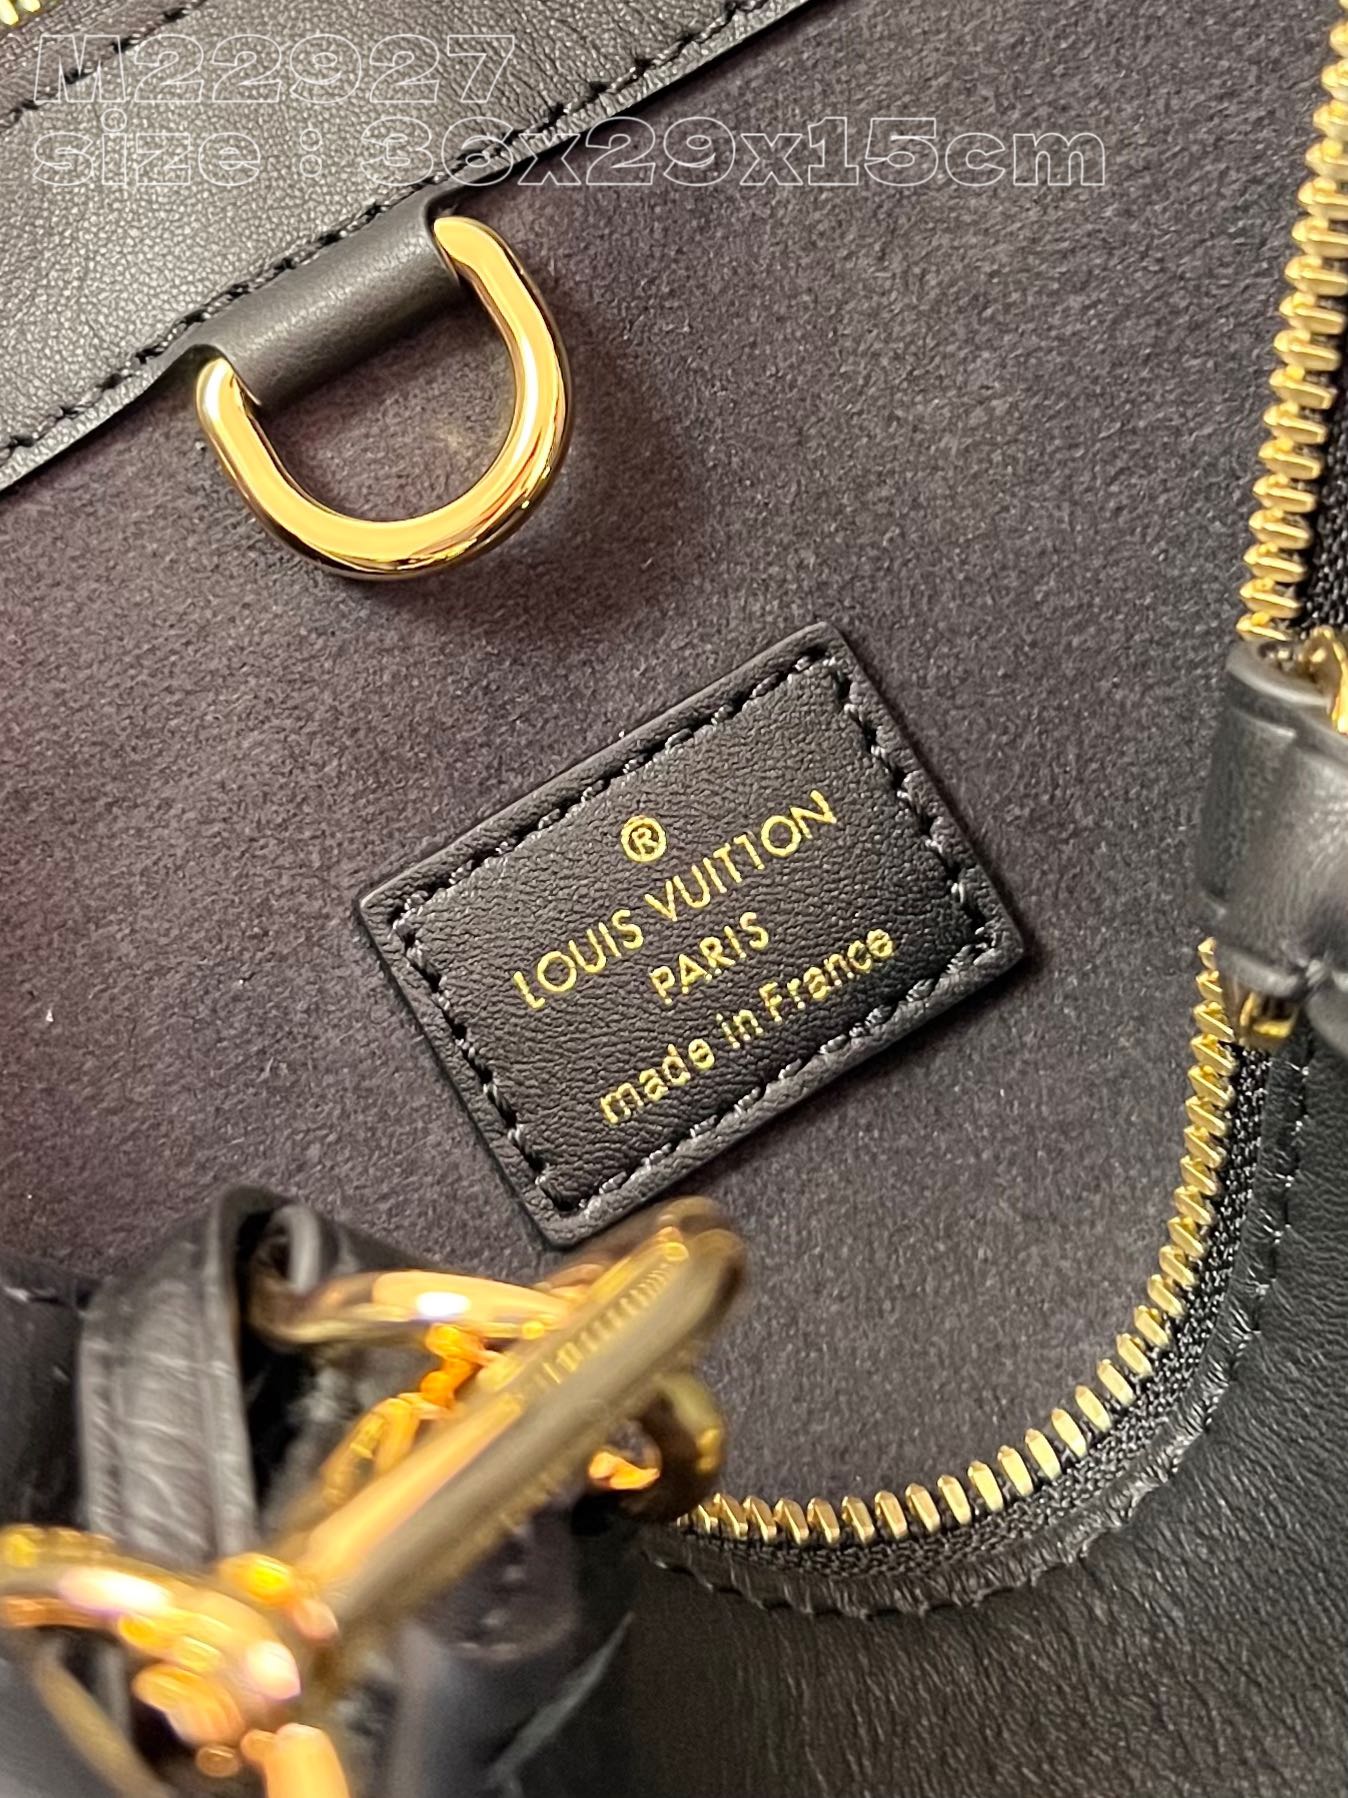 M22927
size : 36x29x15cm
®
LOUIS VUITTON
PARIS
made in France